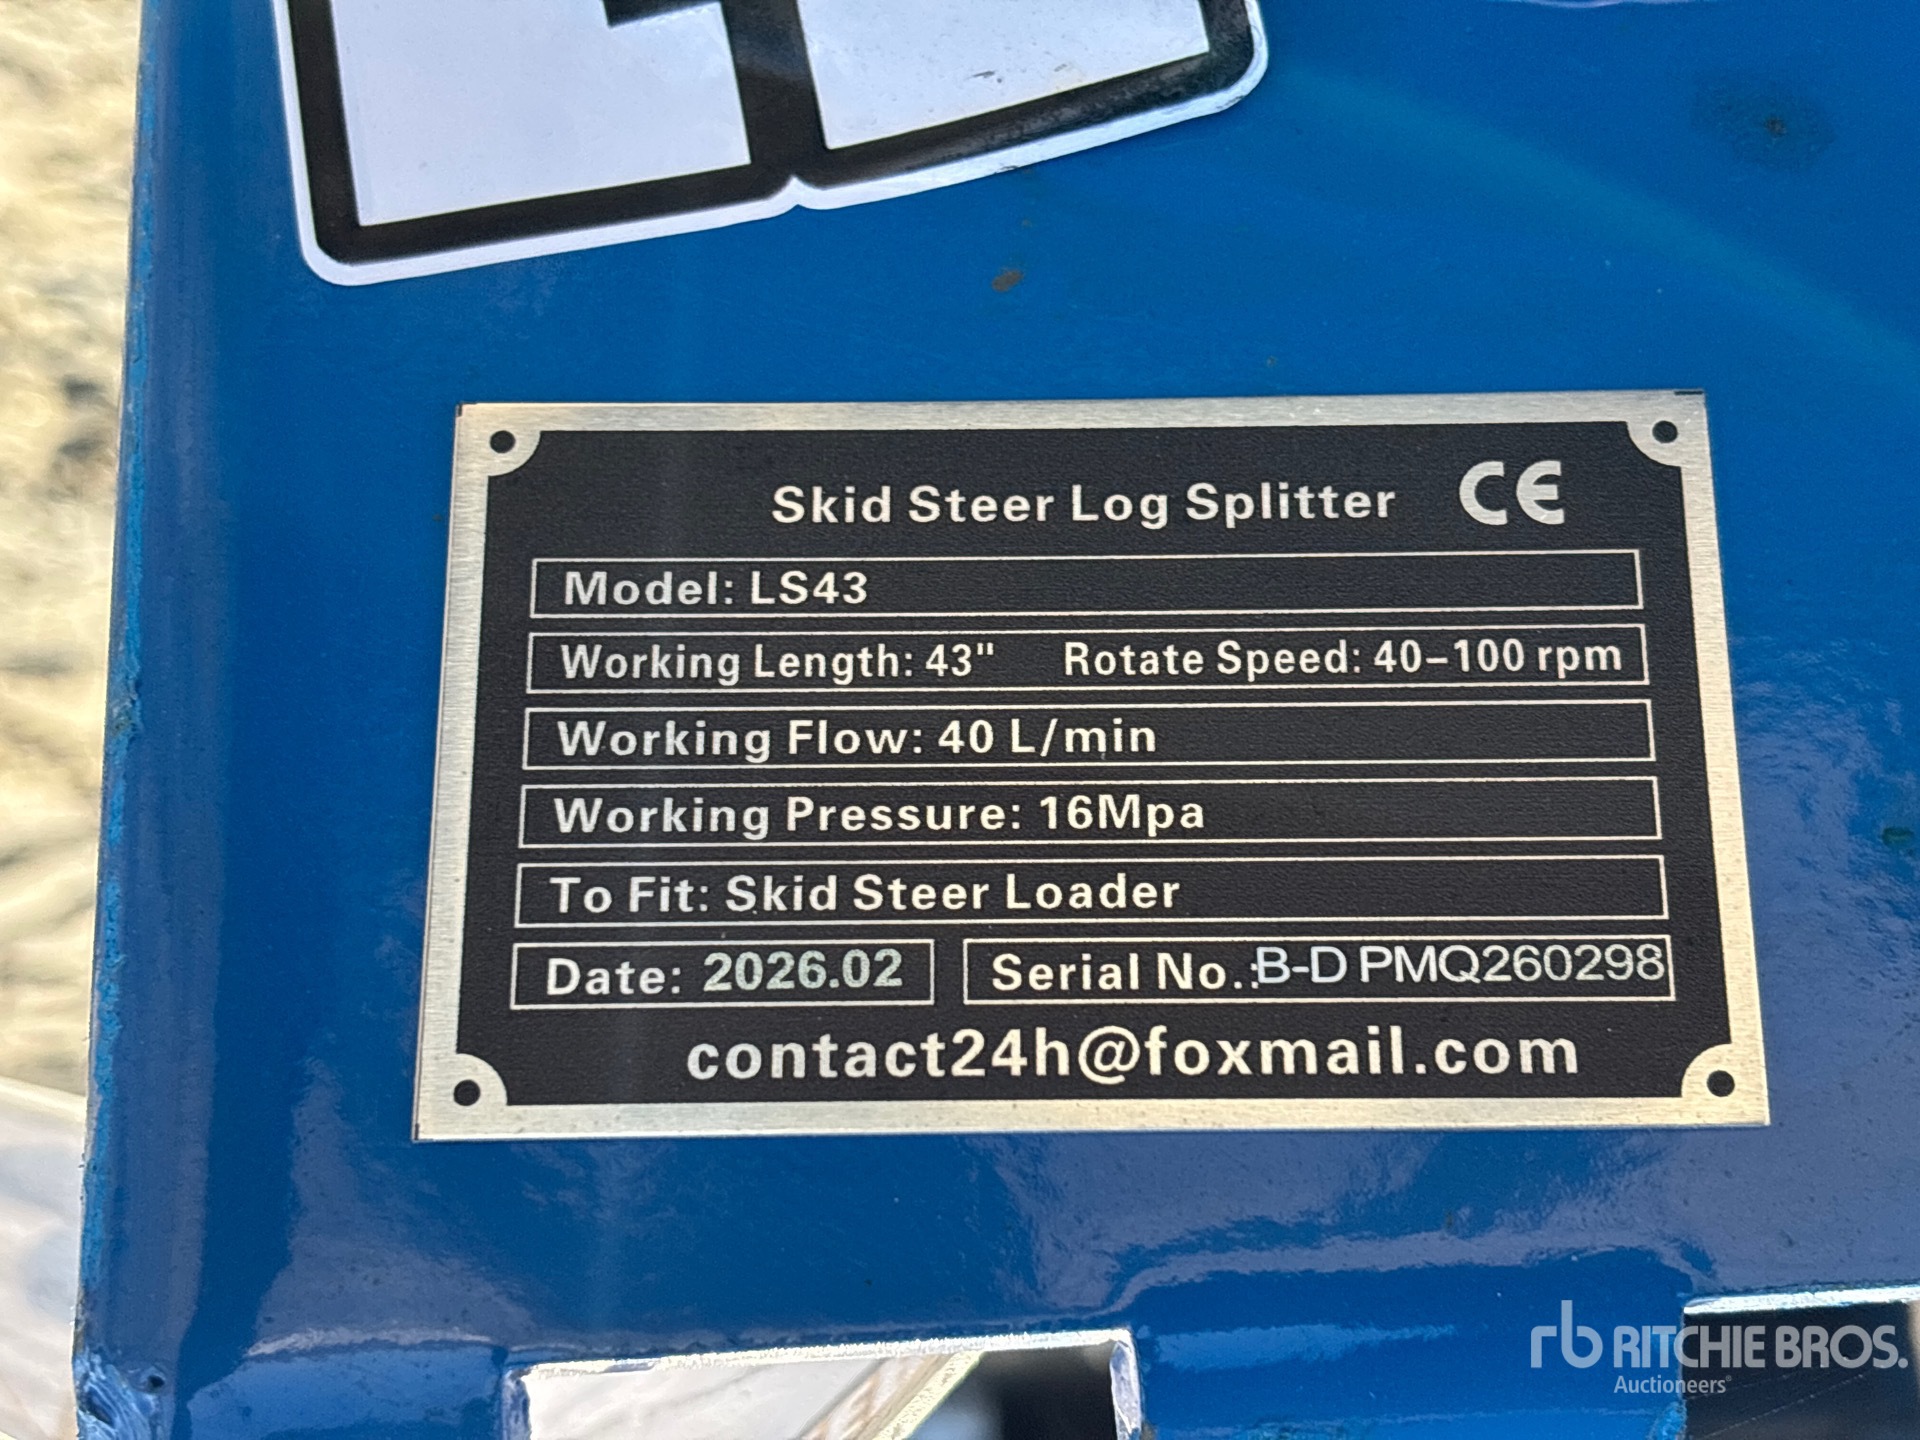 Skid Steer Log Splitter CE
Model: LS43
Working Length: 43" Rotate Speed: 40-100 rpm
Working Flow: 40 L/min
Working Pressure: 16Mpa
To Fit: Skid Steer Loader
Date: 2026.02 Serial No.:B-DPMQ260298
contact24h@foxmail.com
rb RITCHIE BROS.
Auctioneers